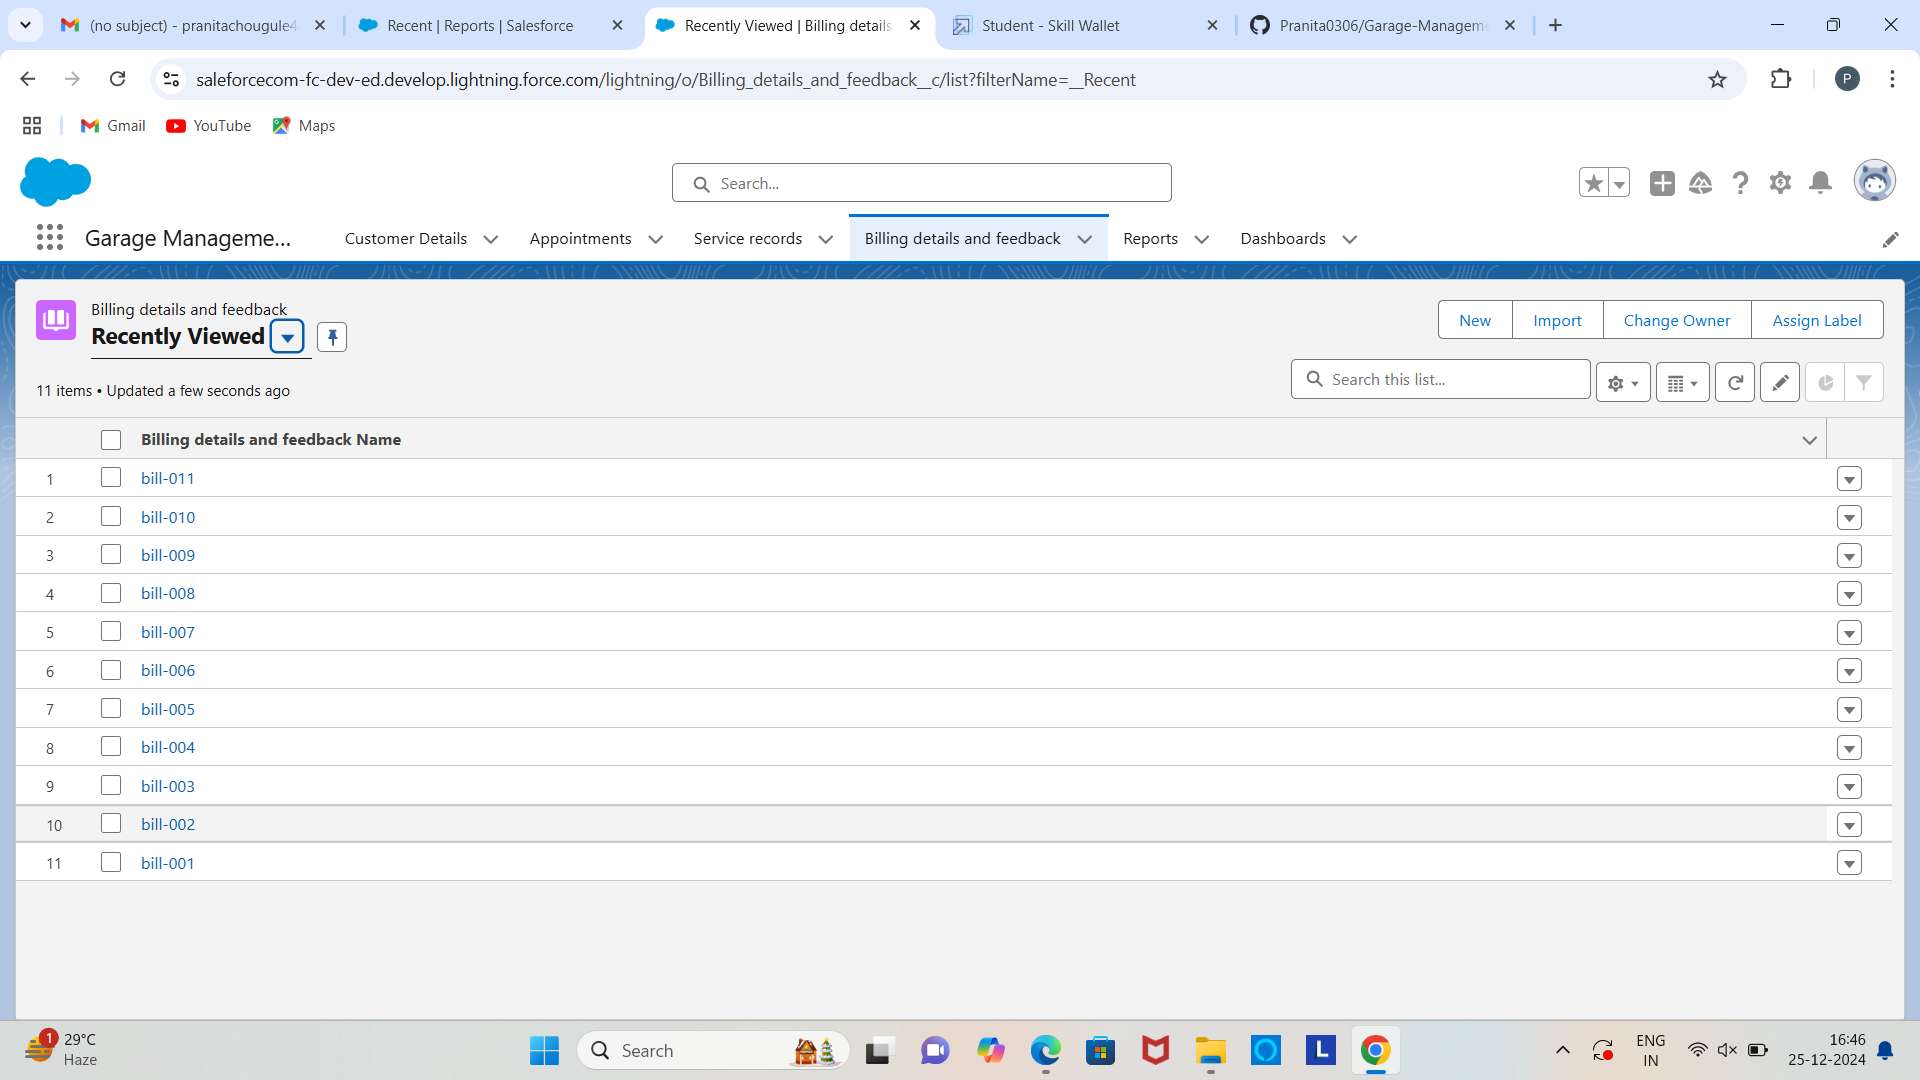 (no subject) - pranitachougule4
Recent | Reports | Salesforce
Recently Viewed | Billing details
Student - Skill Wallet
Pranita0306/Garage-Manageme
saleforcecom-fc-dev-ed.develop.lightning.force.com/lightning/o/Billing_details_and_feedback__c/list?filterName=__Recent
P
Gmail
YouTube
Maps
Search...
Garage Manageme...
Customer Details
Appointments
Service records
Billing details and feedback
Reports
Dashboards
Billing details and feedback
Recently Viewed
New
Import
Change Owner
Assign Label
11 items • Updated a few seconds ago
Search this list...
Billing details and feedback Name
1 bill-011
2 bill-010
3 bill-009
4 bill-008
5 bill-007
6 bill-006
7 bill-005
8 bill-004
9 bill-003
10 bill-002
11 bill-001
1
29°C
Haze
Search
L
ENG
IN
16:46
25-12-2024